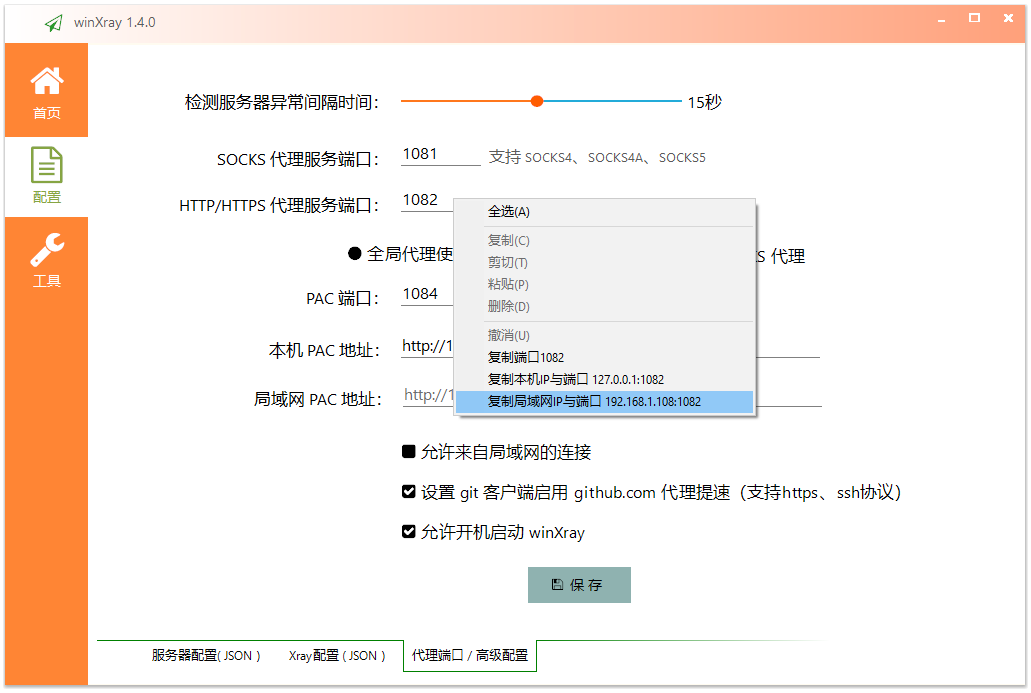 winXray 1.4.0
首页
配置
工具
检测服务器异常间隔时间： 15秒
SOCKS 代理服务端口： 1081 支持 SOCKS4、SOCKS4A、SOCKS5
HTTP/HTTPS 代理服务端口： 1082
全选(A)
复制(C)
剪切(T)
粘贴(P)
删除(D)
撤消(U)
复制端口1082
复制本机IP与端口 127.0.0.1:1082
复制局域网IP与端口 192.168.1.108:1082
全局代理使 S 代理
PAC 端口： 1084
本机 PAC 地址： http://1
局域网 PAC 地址： http://1
允许来自局域网的连接
设置 git 客户端启用 github.com 代理提速（支持https、ssh协议）
允许开机启动 winXray
保 存
服务器配置( JSON )
Xray配置 ( JSON )
代理端口 / 高级配置